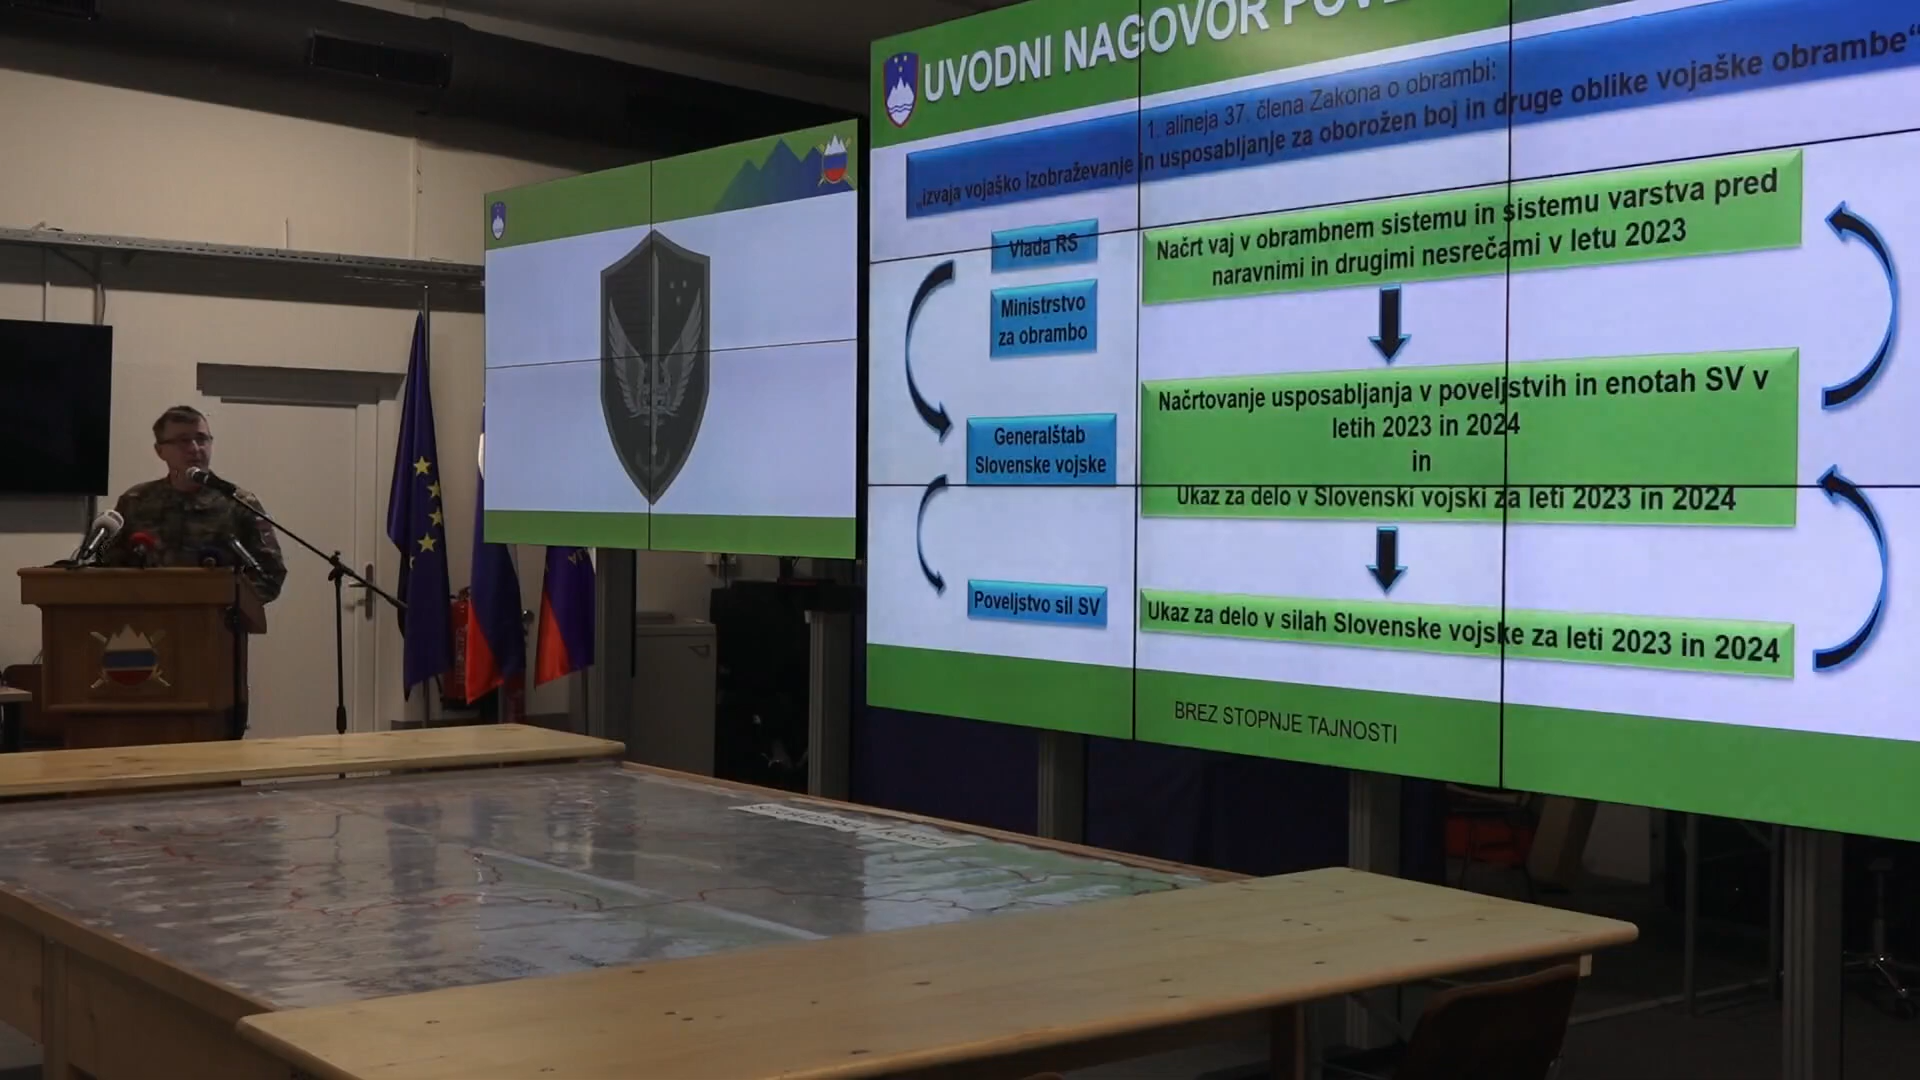 UVODNI NAGOVOR
1. alineja 37. člena Zakona o obrambi:
„izvaja vojaško izobraževanje in usposabljanje za oborožen boj in druge oblike vojaške obrambe“
Vlada RS
Načrt vaj v obrambnem sistemu in sistemu varstva pred
naravnimi in drugimi nesrečami v letu 2023
Ministrstvo
za obrambo
Načrtovanje usposabljanja v poveljstvih in enotah SV v
letih 2023 in 2024
in
Ukaz za delo v Slovenski vojski za leti 2023 in 2024
Generalštab
Slovenske vojske
Poveljstvo sil SV
Ukaz za delo v silah Slovenske vojske za leti 2023 in 2024
BREZ STOPNJE TAJNOSTI
KARTA